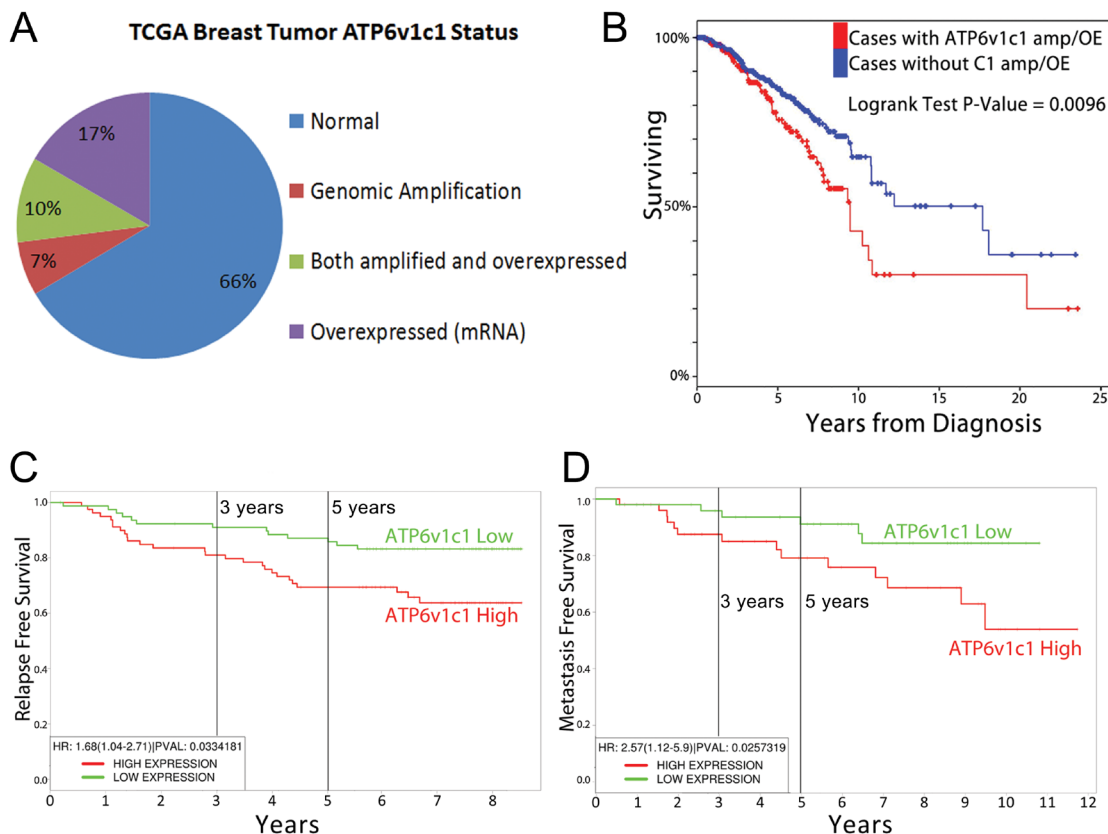 A
TCGA Breast Tumor ATP6v1c1 Status
17%
10%
7%
66%
Normal
Genomic Amplification
Both amplified and overexpressed
Overexpressed (mRNA)
B
Cases with ATP6v1c1 amp/OE
Cases without C1 amp/OE
Logrank Test P-Value = 0.0096
100%
50%
0%
Surviving
0 5 10 15 20 25
Years from Diagnosis
C
3 years
5 years
ATP6v1c1 Low
ATP6v1c1 High
1.0
0.8
0.6
0.4
0.2
0.0
Relapse Free Survival
HR: 1.68(1.04-2.71)|PVAL: 0.0334181
HIGH EXPRESSION
LOW EXPRESSION
0 1 2 3 4 5 6 7 8
Years
D
ATP6v1c1 Low
3 years
5 years
ATP6v1c1 High
1.0
0.8
0.6
0.4
0.2
0.0
Metastasis Free Survival
HR: 2.57(1.12-5.9)|PVAL: 0.0257319
HIGH EXPRESSION
LOW EXPRESSION
0 1 2 3 4 5 6 7 8 9 10 11 12
Years